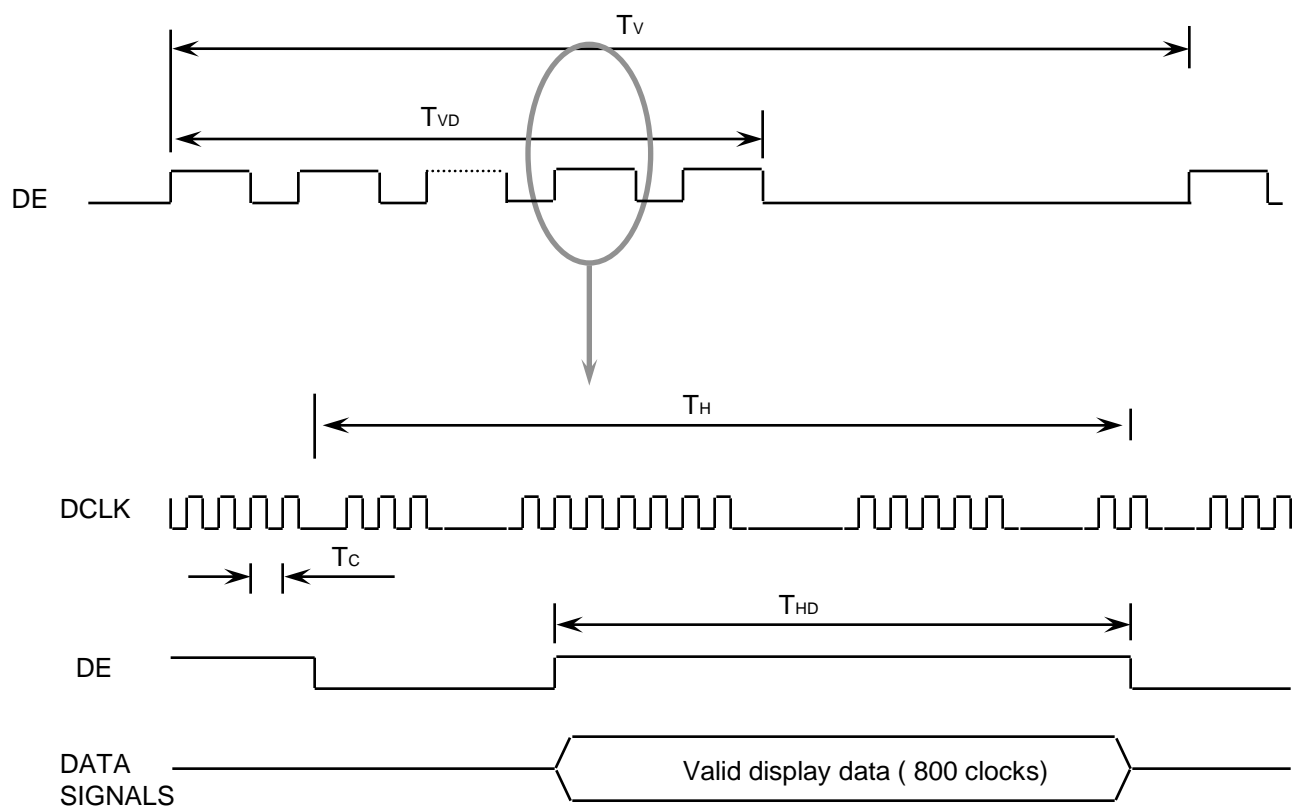 TV
TVD
DE
TH
DCLK
TC
THD
DE
DATA
SIGNALS
Valid display data ( 800 clocks)